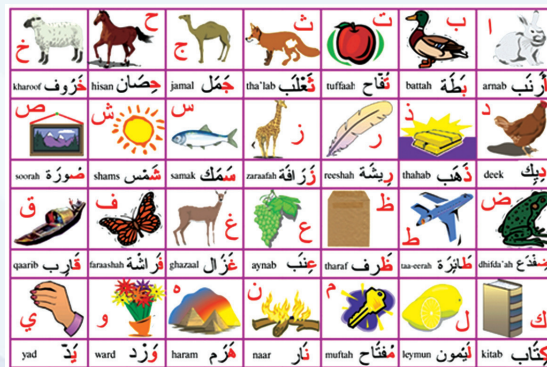 ا ب ت ث ج ح خ
أَرْنَب arnab بَطَّة battah تُفَّاح tuffaah ثَعْلَب tha'lab جَمَل jamal حِصَان hisan خَرُوف kharoof
د ذ ر ز س ش ص
دِيك deek ذَهَب thahab رِيشَة reeshah زَرَافَة zaraafah سَمَك samak شَمْس shams صُورَة soorah
ض ط ظ ع غ ف ق
ضِفْدَع dhifda'ah طَائِرَة taa-eerah ظَرف tharaf عِنَب aynab غَزَال ghazaal فَرَاشَة faraashah قَارِب qaarib
ك ل م ن ه و ي
كِتَاب kitab لَيْمُون leymun مُفْتَاح muftah نَار naar هَرَم haram وَرْد ward يَدّ yad